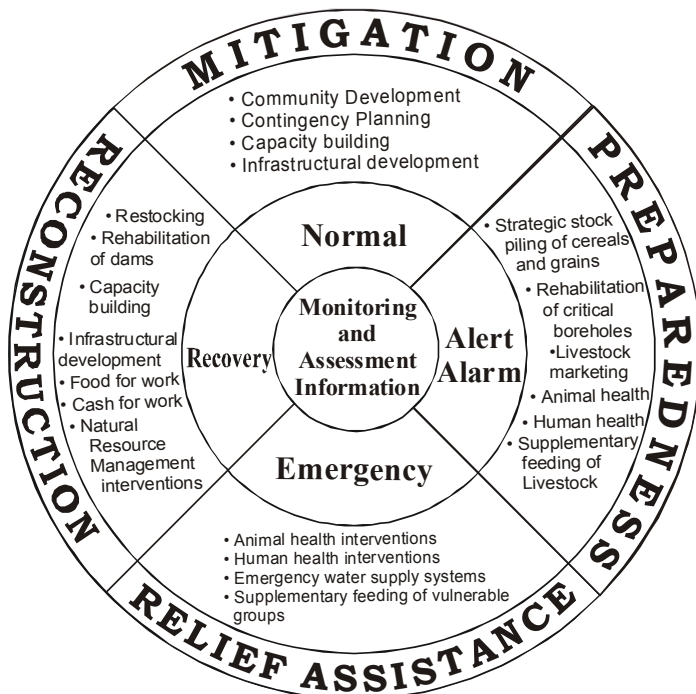 MITIGATION
• Community Development
• Contingency Planning
• Capacity building
• Infrastructural development
Normal
PREPAREDNESS
• Strategic stock
piling of cereals
and grains
• Rehabilitation
of critical
boreholes
•Livestock
marketing
• Animal health
• Human health
• Supplementary
feeding of
Livestock
Alert
Alarm
RELIEF ASSISTANCE
Emergency
• Animal health interventions
• Human health interventions
• Emergency water supply systems
• Supplementary feeding of vulnerable
groups
RECONSTRUCTION
• Restocking
• Rehabilitation
of dams
• Capacity
building
• Infrastructural
development
• Food for work
• Cash for work
• Natural
Resource
Management
interventions
Recovery
Monitoring
and
Assessment
Information